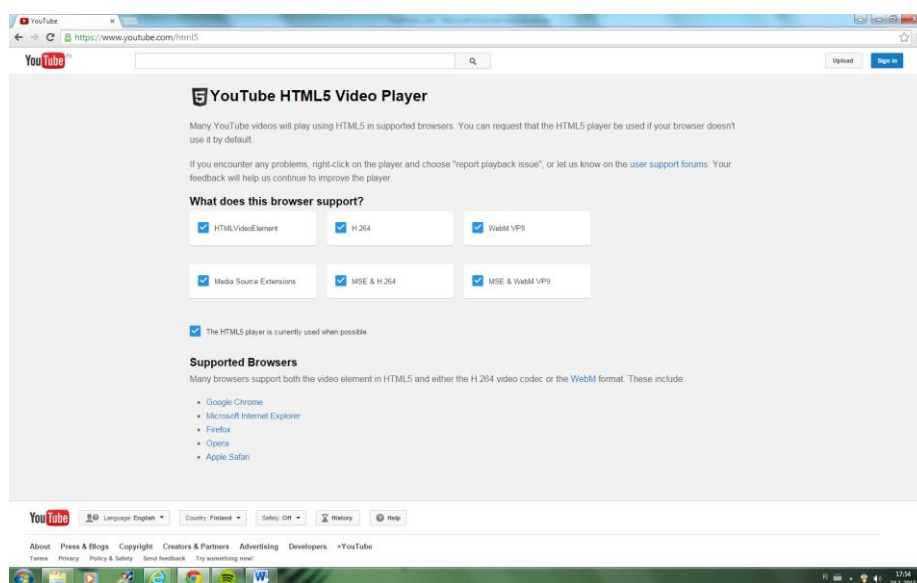 YouTube
https://www.youtube.com/html5
YouTube FI
Upload Sign in
YouTube HTML5 Video Player
Many YouTube videos will play using HTML5 in supported browsers. You can request that the HTML5 player be used if your browser doesn't
use it by default.
If you encounter any problems, right-click on the player and choose "report playback issue", or let us know on the user support forums. Your
feedback will help us continue to improve the player.
What does this browser support?
HTMLVideoElement H.264 WebM VP8
Media Source Extensions MSE & H.264 MSE & WebM VP9
The HTML5 player is currently used when possible.
Supported Browsers
Many browsers support both the video element in HTML5 and either the H.264 video codec or the WebM format. These include:
Google Chrome
Microsoft Internet Explorer
Firefox
Opera
Apple Safari
YouTube Language: English Country: Finland Safety: Off History Help
About Press & Blogs Copyright Creators & Partners Advertising Developers +YouTube
Terms Privacy Policy & Safety Send feedback Try something new!
FI 17:54